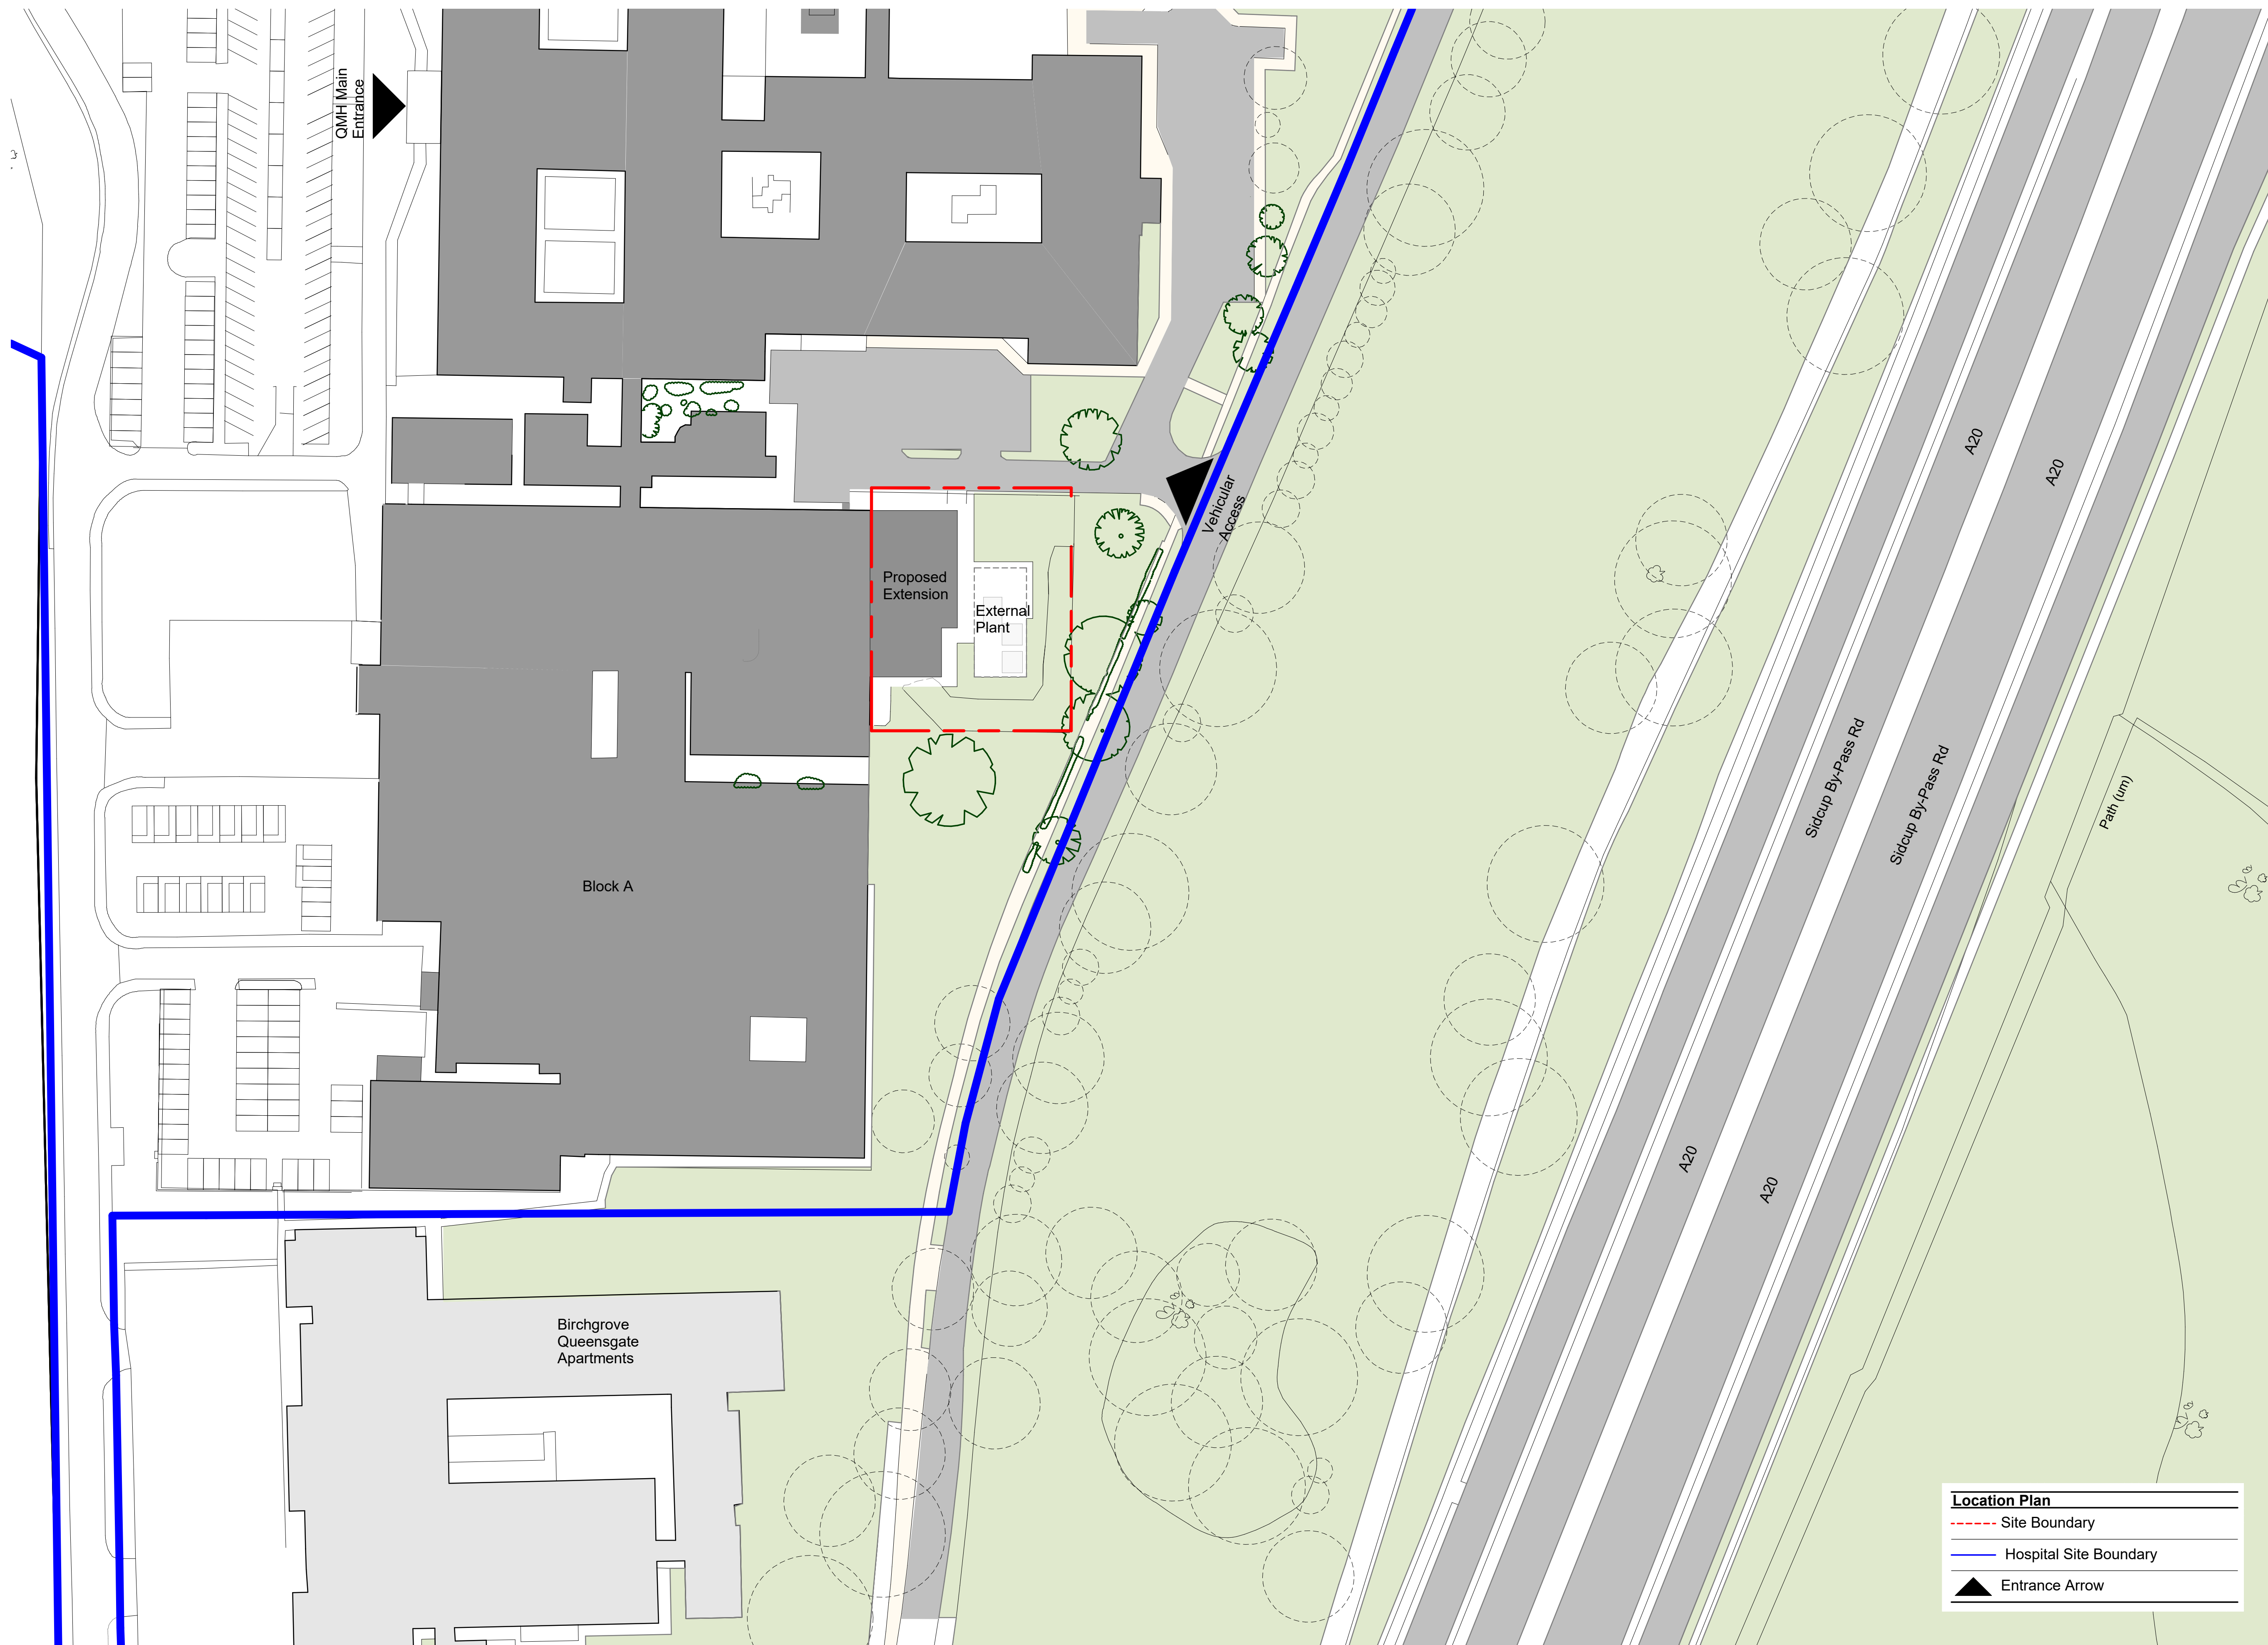 QMH Main
Entrance
A20
A20
Vehicular
Access
Proposed
Extension
External
Plant
Sidcup By-Pass Rd
Sidcup By-Pass Rd
Path (um)
Block A
A20
A20
Birchgrove
Queensgate
Apartments
Location Plan
Site Boundary
Hospital Site Boundary
Entrance Arrow